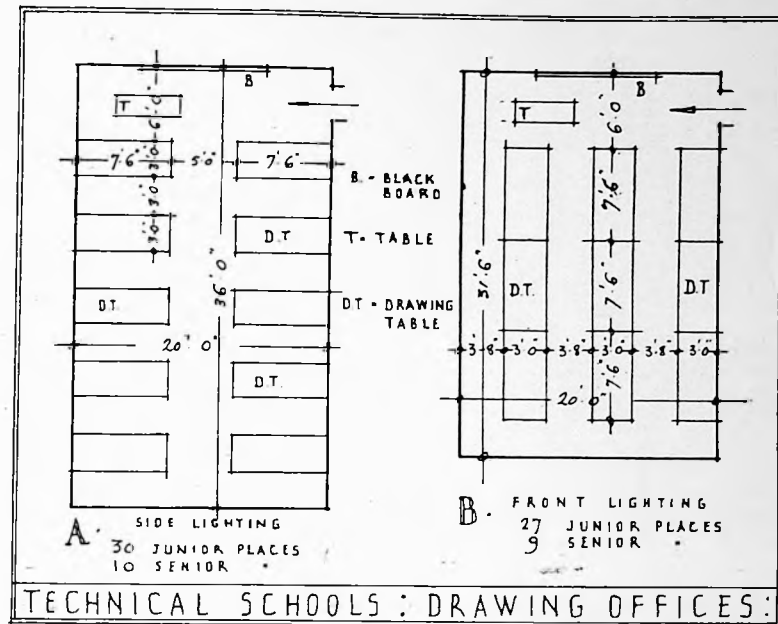 B
T
6'.0"
7'.6"
3'.0
5'.0
7'.6"
3'.0
3'.0
D.T
36'.0"
D.T
20'.0"
D.T.
B - BLACK
BOARD
T - TABLE
D T - DRAWING
TABLE
A.
SIDE LIGHTING
30 JUNIOR PLACES
10 SENIOR "
B
T
6'.0
7'.6"
31'.6"
7'.6"
D.T.
D.T
3'.8"
3'.0
3'.8"
3'.0
3'.8"
3'.0
7'.6"
20'.0
B.
FRONT LIGHTING
27 JUNIOR PLACES
9 SENIOR "
TECHNICAL SCHOOLS : DRAWING OFFICES: